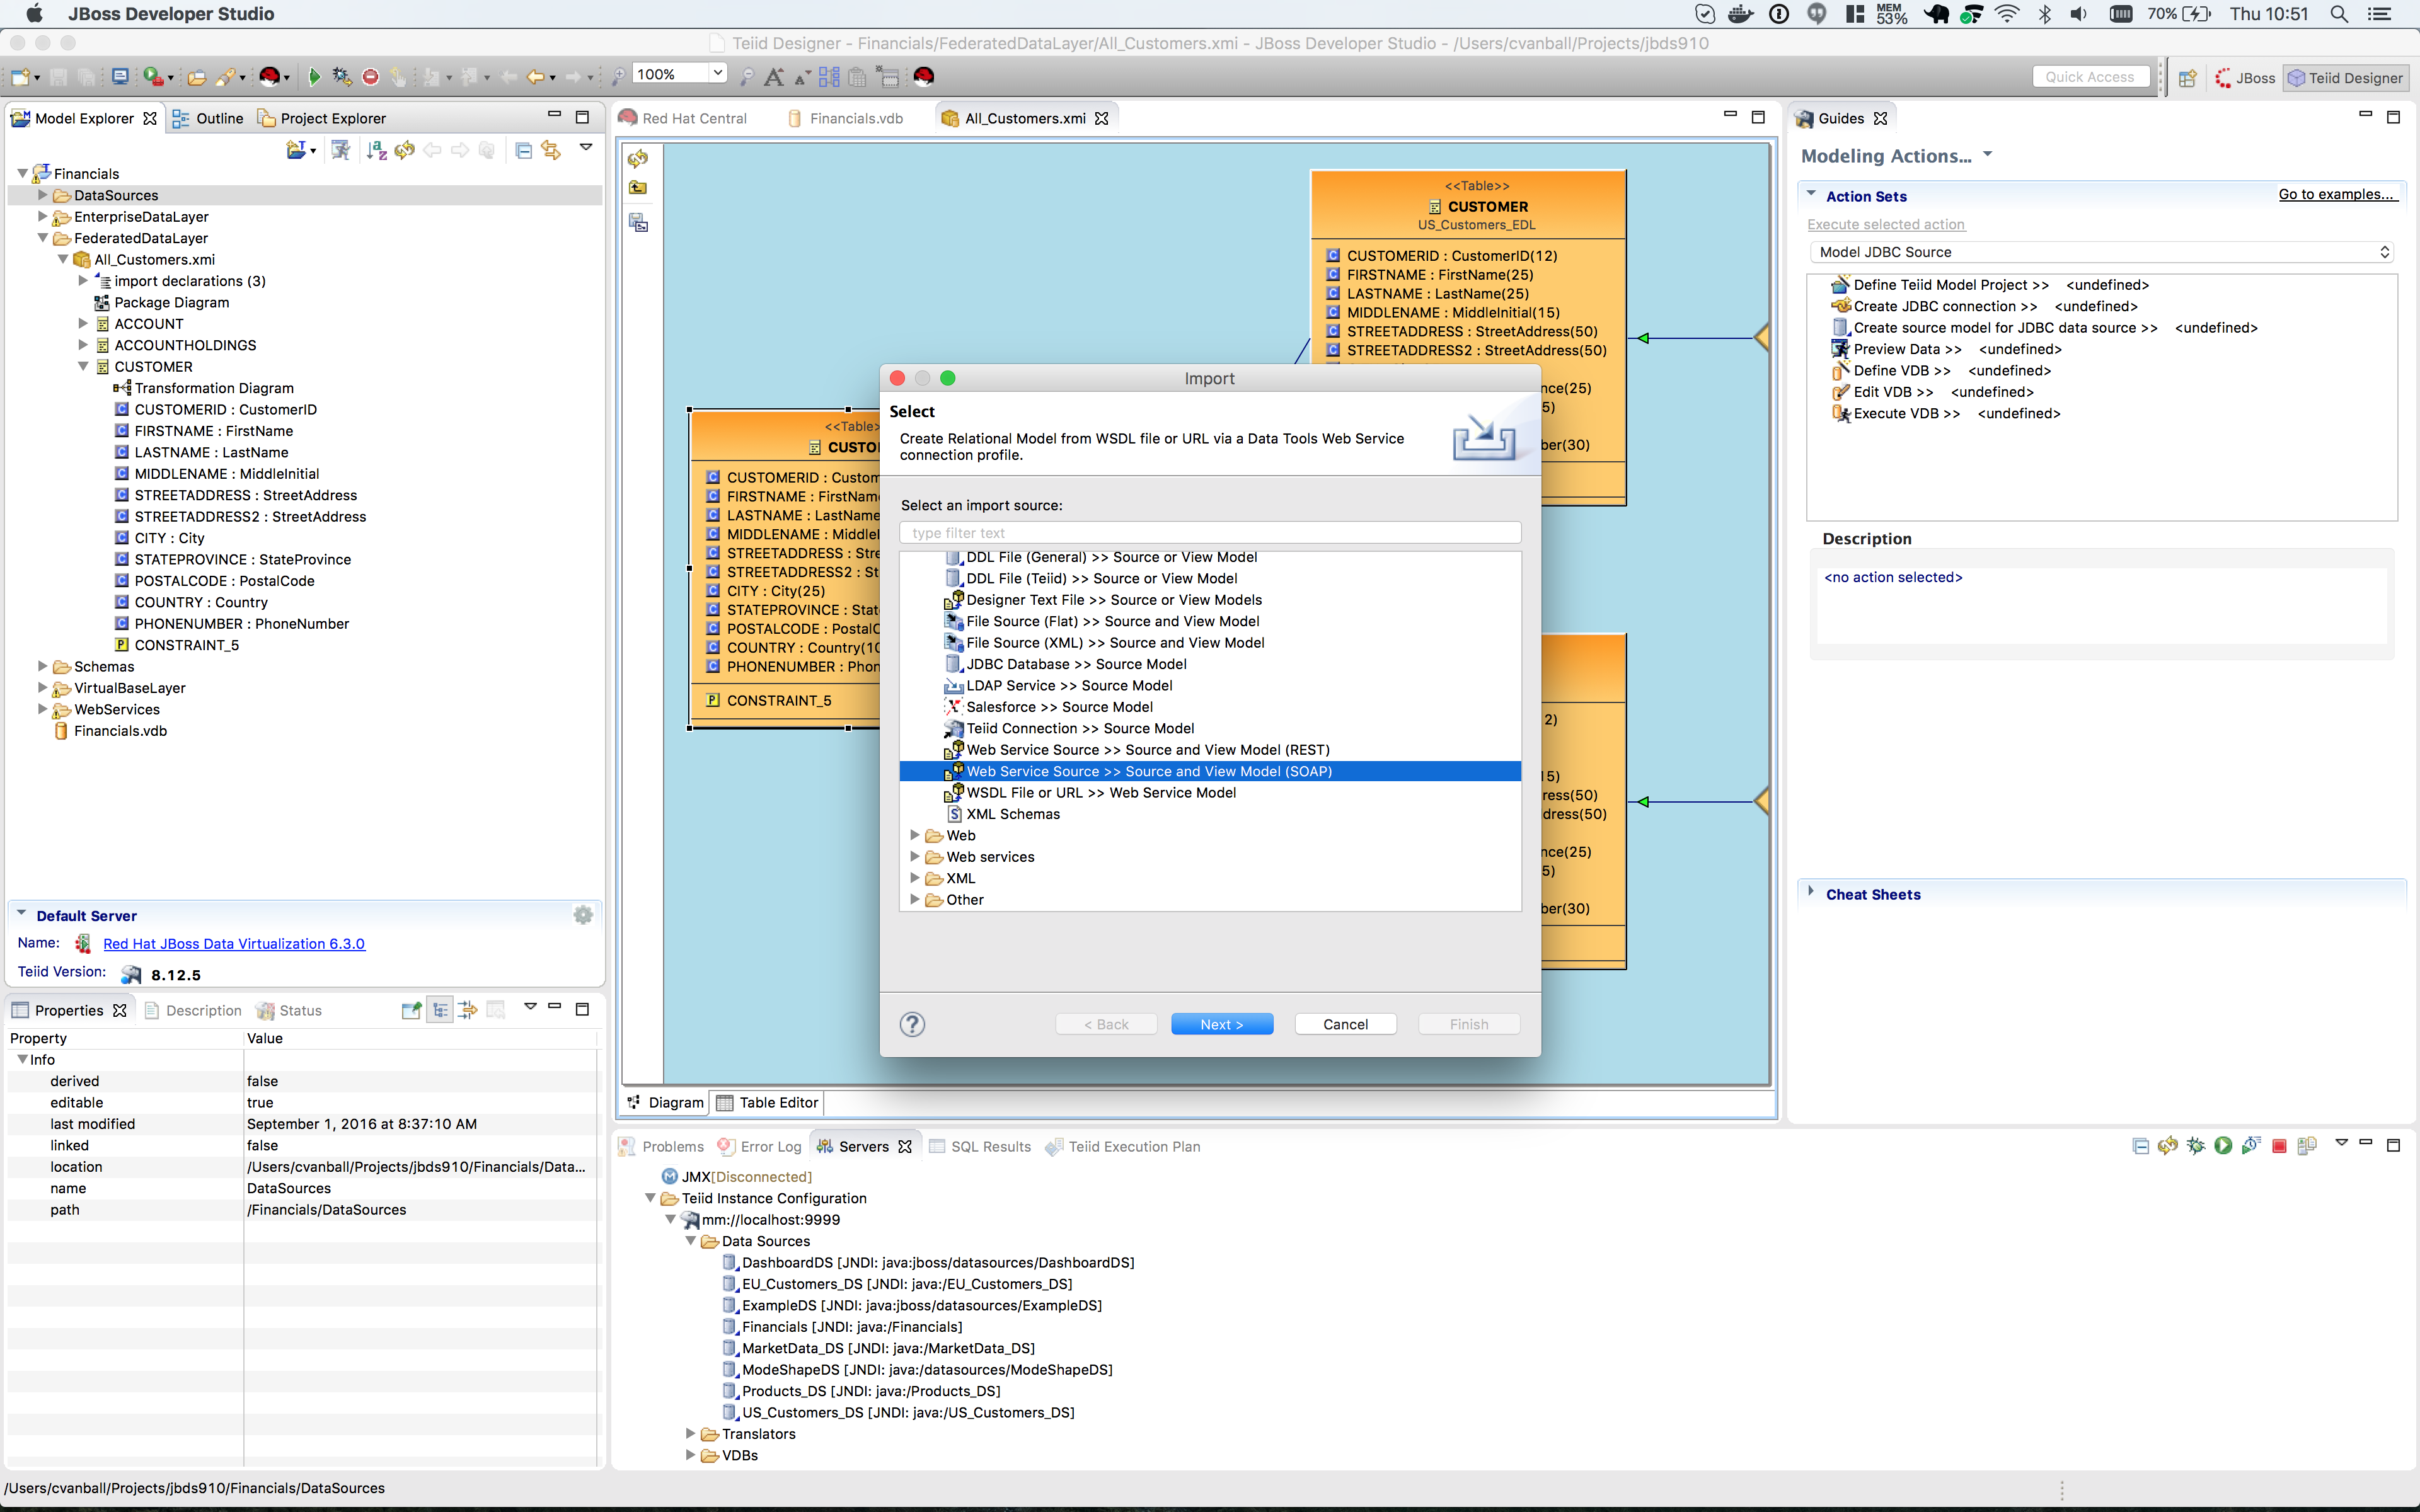 JBoss Developer Studio
MEM
53%
70%
Thu 10:51
Teiid Designer - Financials/FederatedDataLayer/All_Customers.xmi - JBoss Developer Studio - /Users/cvanball/Projects/jbds910
100%
Quick Access
JBoss
Teiid Designer
Model Explorer
Outline
Project Explorer
Financials
DataSources
EnterpriseDataLayer
FederatedDataLayer
All_Customers.xmi
import declarations (3)
Package Diagram
ACCOUNT
ACCOUNTHOLDINGS
CUSTOMER
Transformation Diagram
CUSTOMERID : CustomerID
FIRSTNAME : FirstName
LASTNAME : LastName
MIDDLENAME : MiddleInitial
STREETADDRESS : StreetAddress
STREETADDRESS2 : StreetAddress
CITY : City
STATEPROVINCE : StateProvince
POSTALCODE : PostalCode
COUNTRY : Country
PHONENUMBER : PhoneNumber
CONSTRAINT_5
Schemas
VirtualBaseLayer
WebServices
Financials.vdb
Default Server
Name: Red Hat JBoss Data Virtualization 6.3.0
Teiid Version: 8.12.5
Properties
Description
Status
Property Value
Info
derived false
editable true
last modified September 1, 2016 at 8:37:10 AM
linked false
location /Users/cvanball/Projects/jbds910/Financials/Data...
name DataSources
path /Financials/DataSources
/Users/cvanball/Projects/jbds910/Financials/DataSources
Red Hat Central
Financials.vdb
All_Customers.xmi
<<Table>>
CUSTOMER
US_Customers_EDL
CUSTOMERID : CustomerID(12)
FIRSTNAME : FirstName(25)
LASTNAME : LastName(25)
MIDDLENAME : MiddleInitial(15)
STREETADDRESS : StreetAddress(50)
STREETADDRESS2 : StreetAddress(50)
nce(25)
5)
ber(30)
<<Table>
CUSTO
CUSTOMERID : Custom
FIRSTNAME : FirstName
LASTNAME : LastName
MIDDLENAME : MiddleI
STREETADDRESS : Stre
STREETADDRESS2 : St
CITY : City(25)
STATEPROVINCE : Stat
POSTALCODE : PostalC
COUNTRY : Country(10
PHONENUMBER : Phon
CONSTRAINT_5
2)
15)
ress(50)
dress(50)
nce(25)
5)
ber(30)
Import
Select
Create Relational Model from WSDL file or URL via a Data Tools Web Service
connection profile.
Select an import source:
type filter text
DDL File (General) >> Source or View Model
DDL File (Teiid) >> Source or View Model
Designer Text File >> Source or View Models
File Source (Flat) >> Source and View Model
File Source (XML) >> Source and View Model
JDBC Database >> Source Model
LDAP Service >> Source Model
Salesforce >> Source Model
Teiid Connection >> Source Model
Web Service Source >> Source and View Model (REST)
Web Service Source >> Source and View Model (SOAP)
WSDL File or URL >> Web Service Model
XML Schemas
Web
Web services
XML
Other
?
< Back
Next >
Cancel
Finish
Diagram
Table Editor
Problems
Error Log
Servers
SQL Results
Teiid Execution Plan
JMX[Disconnected]
Teiid Instance Configuration
mm://localhost:9999
Data Sources
DashboardDS [JNDI: java:jboss/datasources/DashboardDS]
EU_Customers_DS [JNDI: java:/EU_Customers_DS]
ExampleDS [JNDI: java:jboss/datasources/ExampleDS]
Financials [JNDI: java:/Financials]
MarketData_DS [JNDI: java:/MarketData_DS]
ModeShapeDS [JNDI: java:/datasources/ModeShapeDS]
Products_DS [JNDI: java:/Products_DS]
US_Customers_DS [JNDI: java:/US_Customers_DS]
Translators
VDBs
Guides
Modeling Actions...
Action Sets
Go to examples...
Execute selected action
Model JDBC Source
Define Teiid Model Project >> <undefined>
Create JDBC connection >> <undefined>
Create source model for JDBC data source >> <undefined>
Preview Data >> <undefined>
Define VDB >> <undefined>
Edit VDB >> <undefined>
Execute VDB >> <undefined>
Description
<no action selected>
Cheat Sheets